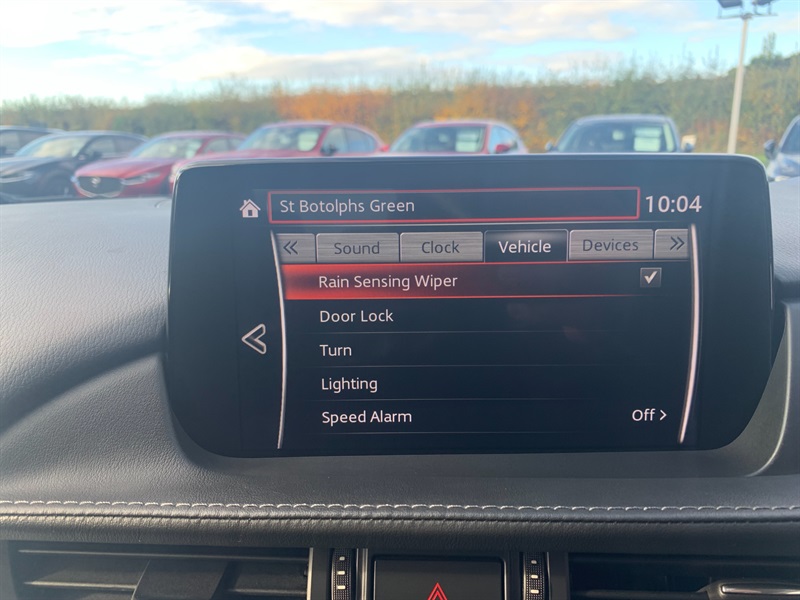 St Botolphs Green 10:04
« Sound Clock Vehicle Devices »
Rain Sensing Wiper
Door Lock
Turn
Lighting
Speed Alarm Off >